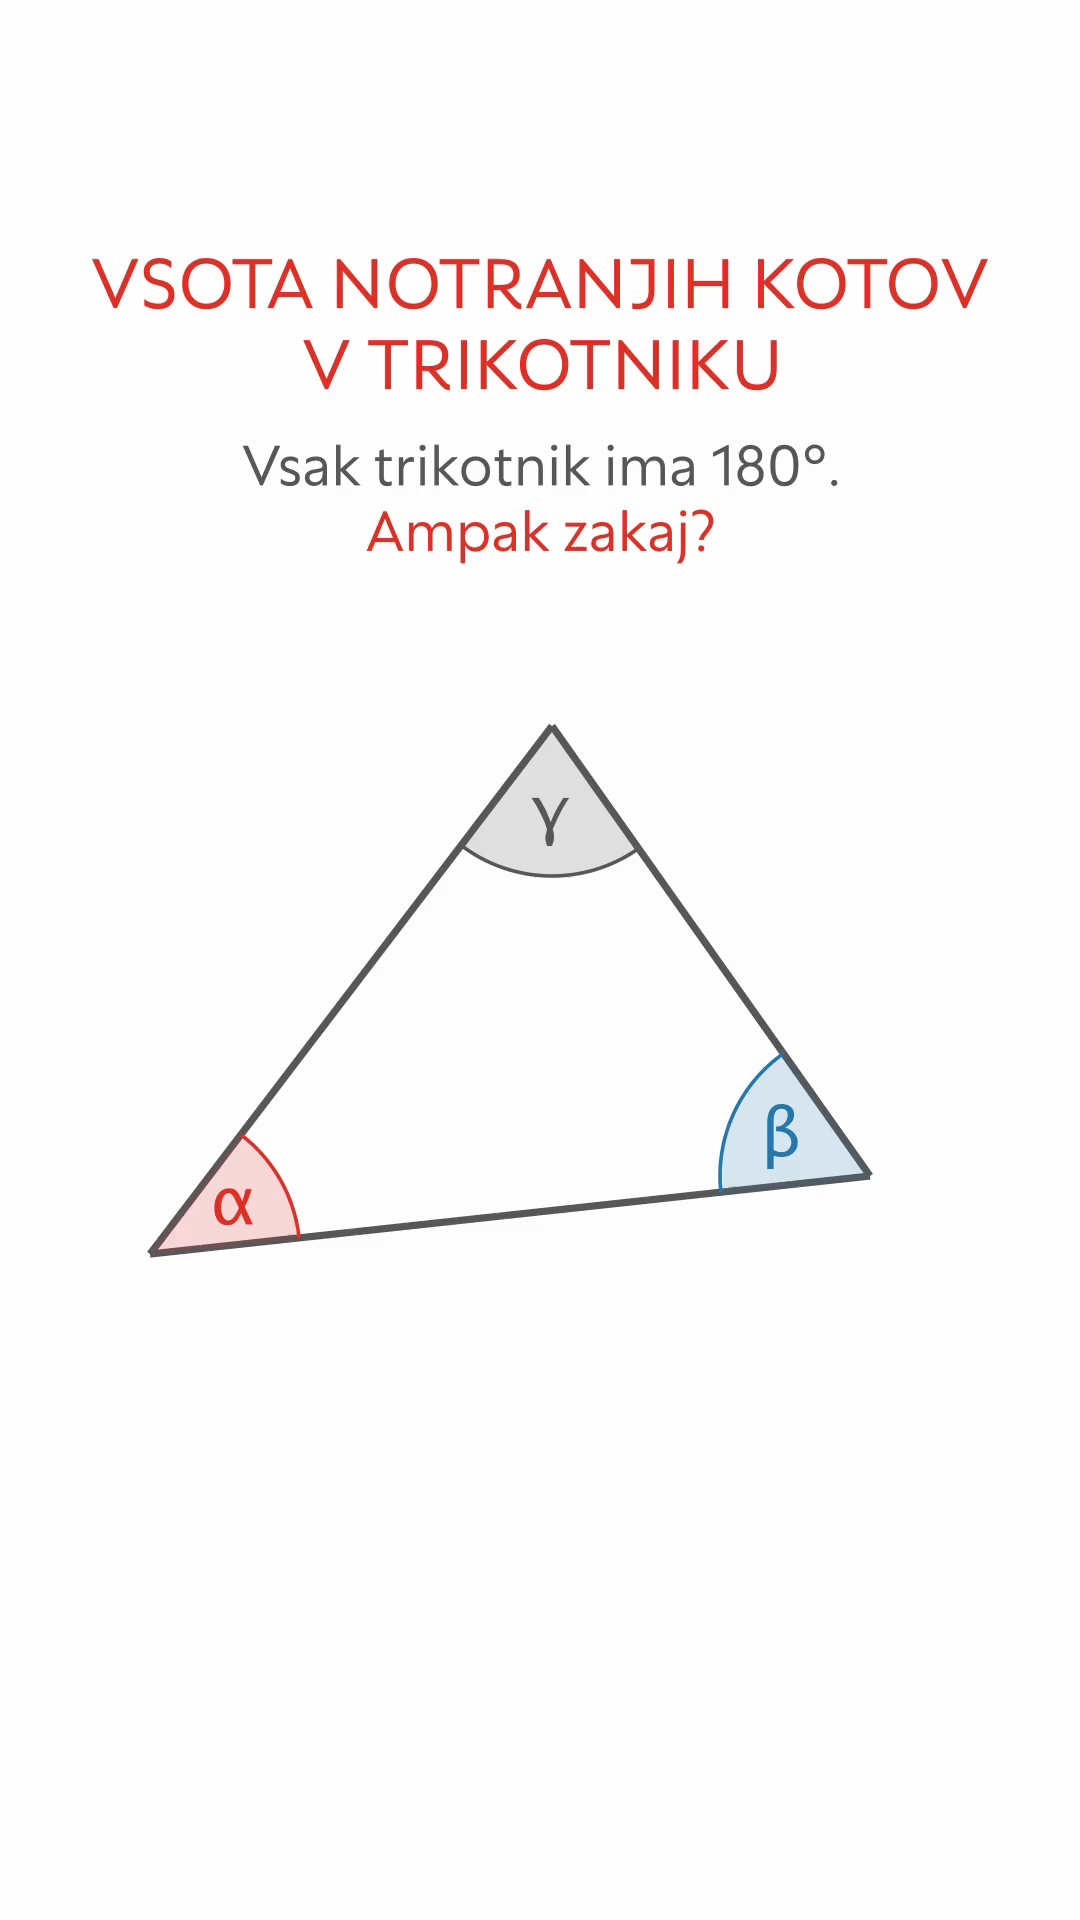 VSOTA NOTRANJIH KOTOV
V TRIKOTNIKU
Vsak trikotnik ima 180°.
Ampak zakaj?
γ
β
α